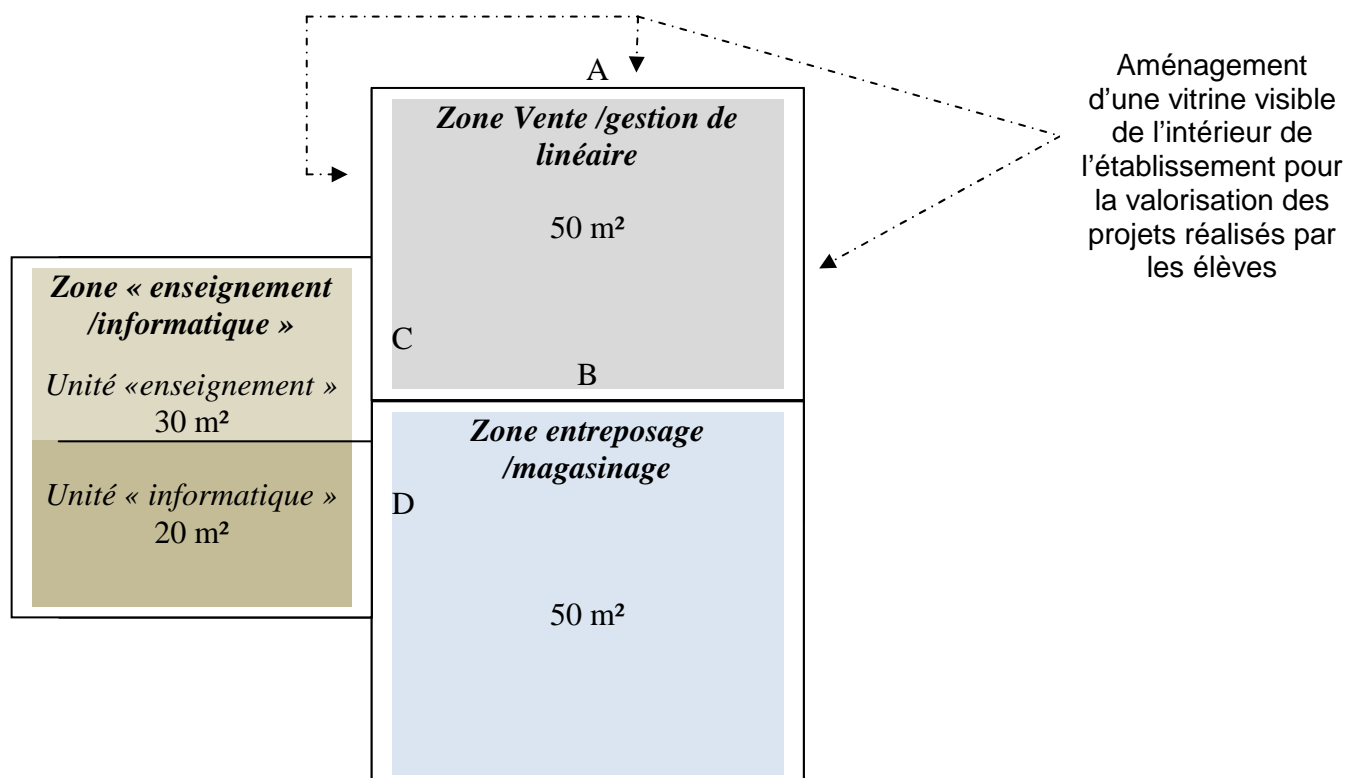 A
Zone Vente /gestion de
linéaire
50 m²
C
B
Aménagement
d’une vitrine visible
de l’intérieur de
l’établissement pour
la valorisation des
projets réalisés par
les élèves
Zone « enseignement
/informatique »
Unité «enseignement »
30 m²
Unité « informatique »
20 m²
Zone entreposage
/magasinage
D
50 m²